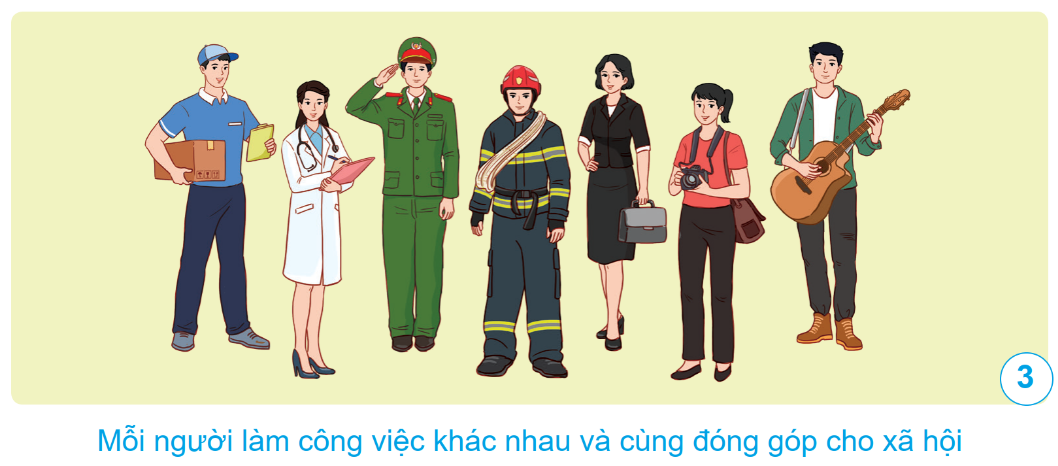 3
Mỗi người làm công việc khác nhau và cùng đóng góp cho xã hội